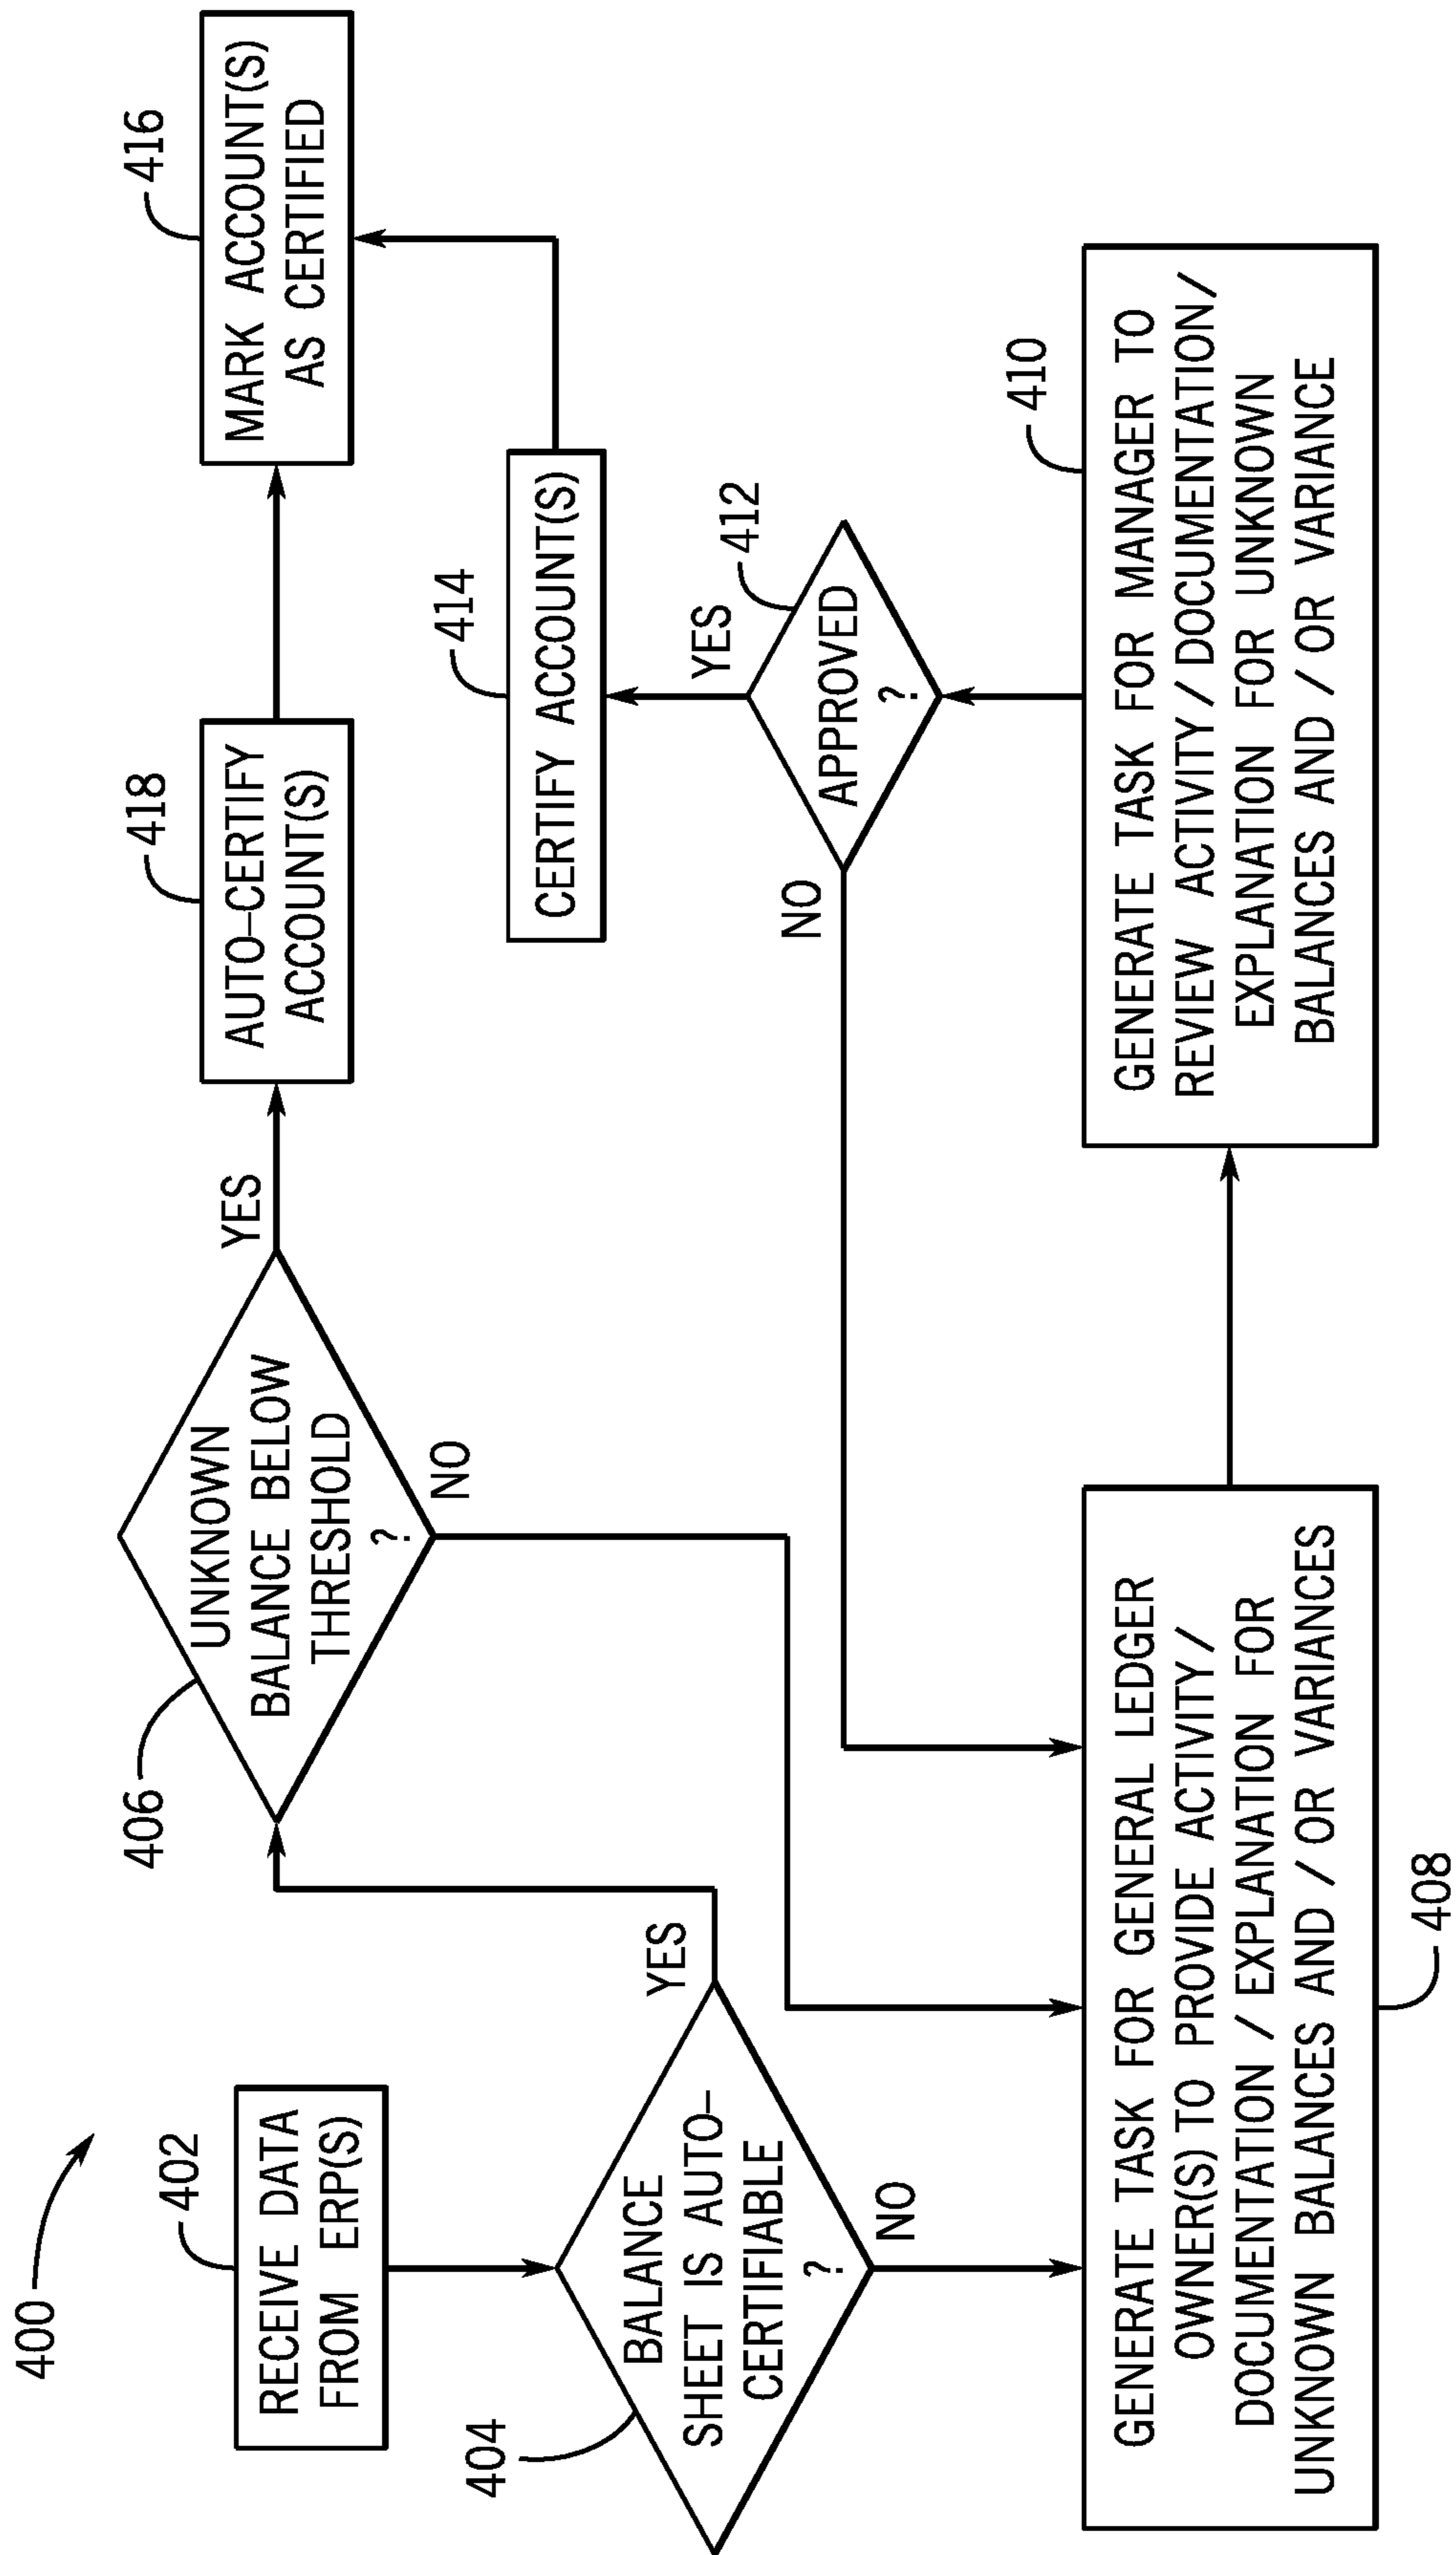 400
402
RECEIVE DATA
FROM ERP(S)
404
BALANCE
SHEET IS AUTO–
CERTIFIABLE
?
YES
NO
406
UNKNOWN
BALANCE BELOW
THRESHOLD
?
YES
NO
418
AUTO–CERTIFY
ACCOUNT(S)
416
MARK ACCOUNT(S)
AS CERTIFIED
414
CERTIFY ACCOUNT(S)
412
APPROVED
?
YES
NO
GENERATE TASK FOR GENERAL LEDGER
OWNER(S) TO PROVIDE ACTIVITY/
DOCUMENTATION / EXPLANATION FOR
UNKNOWN BALANCES AND / OR VARIANCES
408
410
GENERATE TASK FOR MANAGER TO
REVIEW ACTIVITY/ DOCUMENTATION/
EXPLANATION FOR UNKNOWN
BALANCES AND / OR VARIANCE